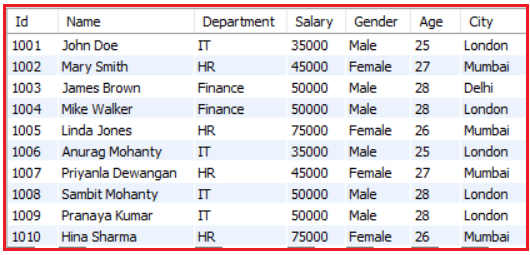 Id Name Department Salary Gender Age City
1001 John Doe IT 35000 Male 25 London
1002 Mary Smith HR 45000 Female 27 Mumbai
1003 James Brown Finance 50000 Male 28 Delhi
1004 Mike Walker Finance 50000 Male 28 London
1005 Linda Jones HR 75000 Female 26 Mumbai
1006 Anurag Mohanty IT 35000 Male 25 London
1007 Priyanla Dewangan HR 45000 Female 27 Mumbai
1008 Sambit Mohanty IT 50000 Male 28 London
1009 Pranaya Kumar IT 50000 Male 28 London
1010 Hina Sharma HR 75000 Female 26 Mumbai